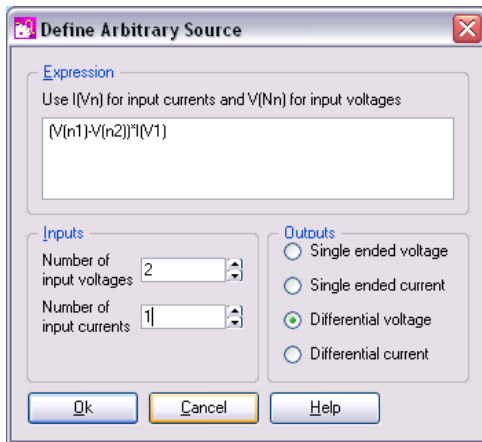 Define Arbitrary Source
Expression
Use I(Vn) for input currents and V(Nn) for input voltages
(V(n1)-V(n2))*I(V1)
Inputs
Number of
input voltages
2
Number of
input currents
1
Outputs
Single ended voltage
Single ended current
Differential voltage
Differential current
Ok
Cancel
Help